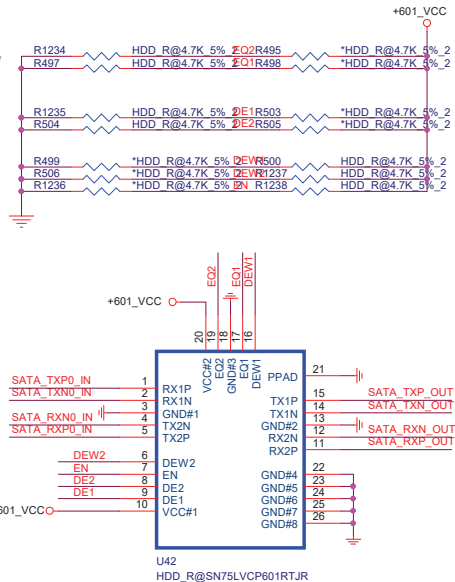 +601_VCC
R1234 HDD_R@4.7K_5%_2 EQ2 R495 *HDD_R@4.7K_5%_2
R497 HDD_R@4.7K_5%_2 EQ1 R498 *HDD_R@4.7K_5%_2
R1235 HDD_R@4.7K_5%_2 DE1 R503 *HDD_R@4.7K_5%_2
R504 HDD_R@4.7K_5%_2 DE2 R505 *HDD_R@4.7K_5%_2
R499 *HDD_R@4.7K_5%_2 R500 HDD_R@4.7K_5%_2
R506 *HDD_R@4.7K_5%_2 R1237 HDD_R@4.7K_5%_2
R1236 *HDD_R@4.7K_5%_2 EN R1238 HDD_R@4.7K_5%_2
EQ2
EQ1
DEW1
+601_VCC
20 VCC#2
19 EQ2
18 GND#3
17 EQ1
16 DEW1
PPAD 21
SATA_TXP0_IN 1 RX1P
TX1P 15 SATA_TXP_OUT
SATA_TXN0_IN 2 RX1N
TX1N 14 SATA_TXN_OUT
3 GND#1
GND#2 13
SATA_RXN0_IN 4 TX2N
RX2N 12 SATA_RXN_OUT
SATA_RXP0_IN 5 TX2P
RX2P 11 SATA_RXP_OUT
DEW2 6 DEW2
GND#4 22
EN 7 EN
GND#5 23
DE2 8 DE2
GND#6 24
DE1 9 DE1
GND#7 25
601_VCC 10 VCC#1
GND#8 26
U42
HDD_R@SN75LVCP601RTJR